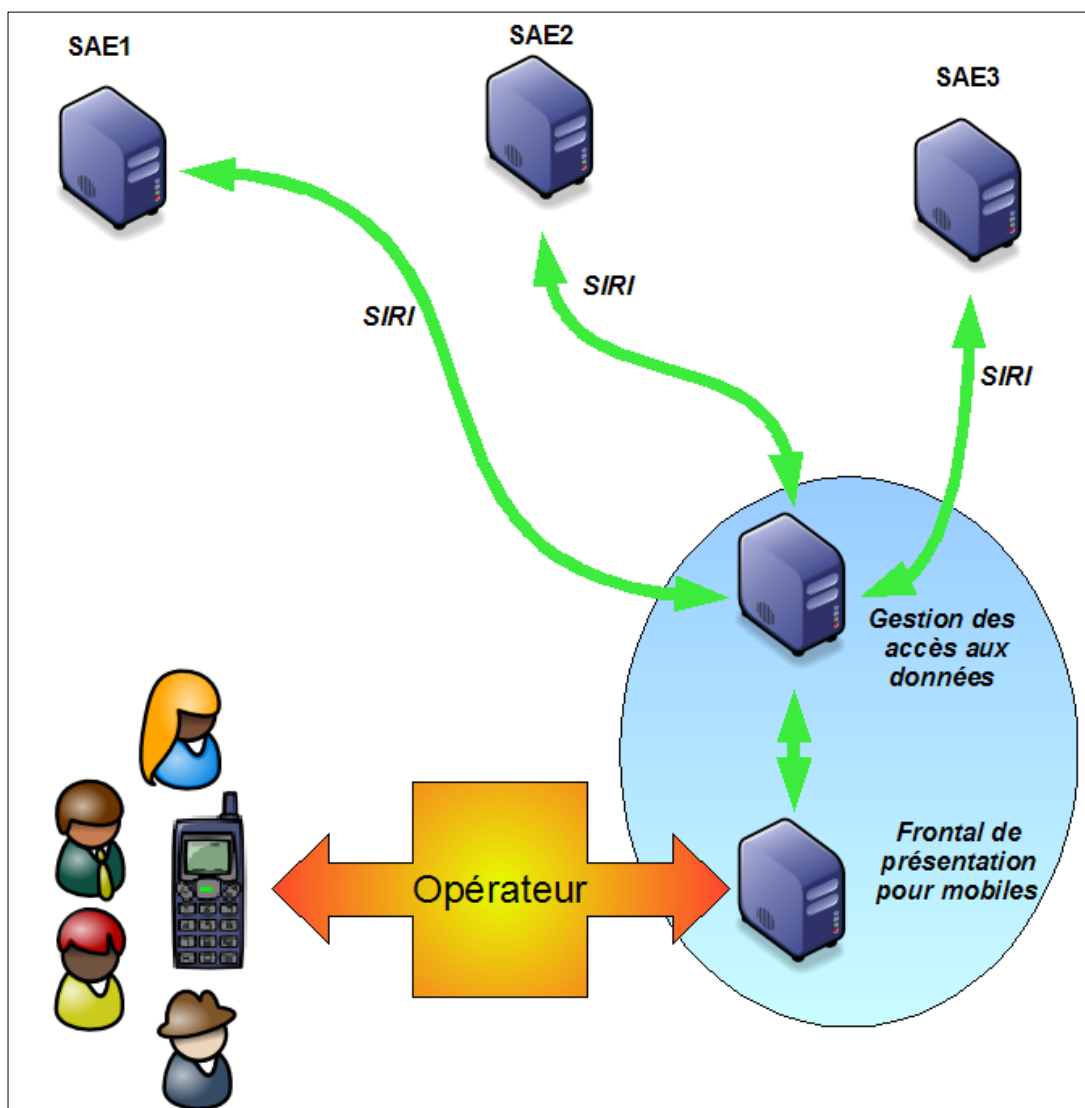 SAE1
SAE2
SAE3
SIRI
SIRI
SIRI
Gestion des
accès aux
données
Frontal de
présentation
pour mobiles
Opérateur